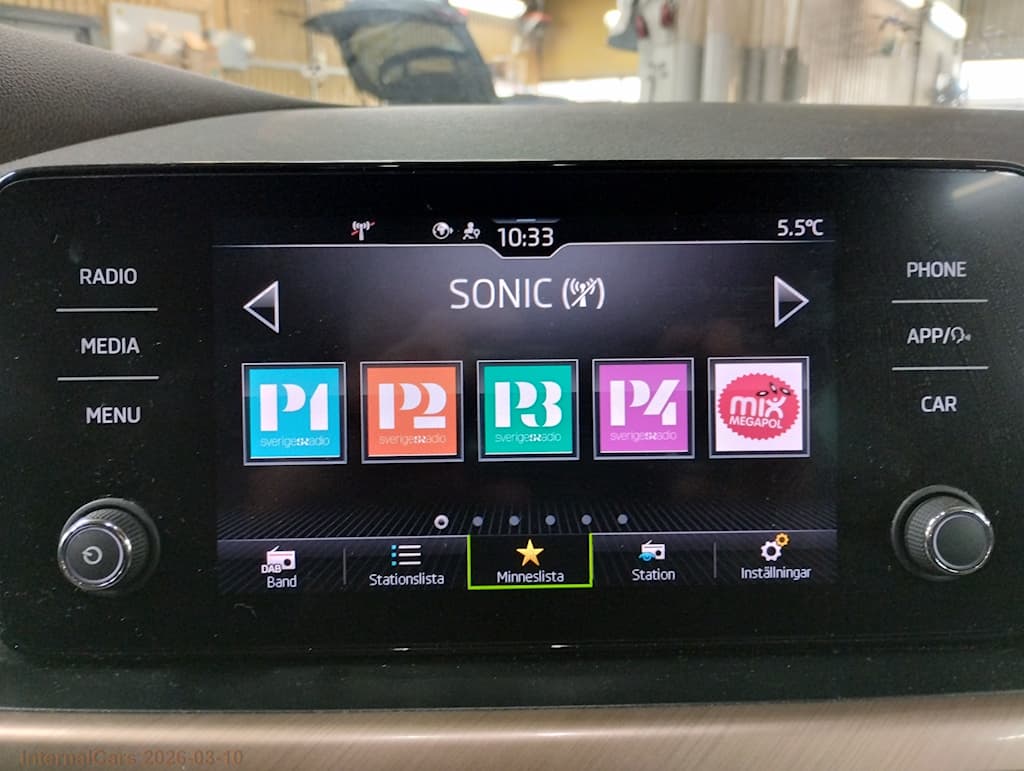 10:33
5.5°C
RADIO
MEDIA
MENU
SONIC
PHONE
APP/
CAR
P1
sverigesradio
P2
sverigesradio
P3
sverigesradio
P4
sverigesradio
mix
MEGAPOL
DAB
Band
Stationslista
Minneslista
Station
Inställningar
InternalCars 2026-03-10